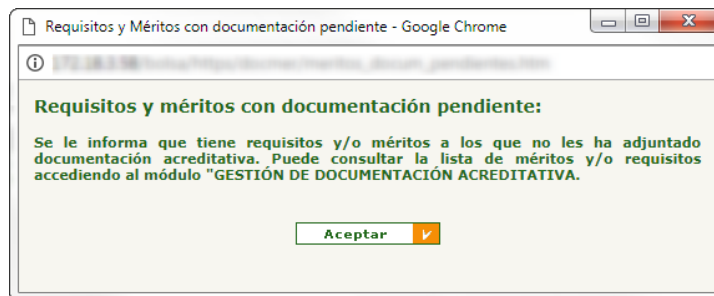 Requisitos y Méritos con documentación pendiente - Google Chrome
Requisitos y méritos con documentación pendiente:
Se le informa que tiene requisitos y/o méritos a los que no les ha adjuntado
documentación acreditativa. Puede consultar la lista de méritos y/o requisitos
accediendo al módulo "GESTIÓN DE DOCUMENTACIÓN ACREDITATIVA.
Aceptar